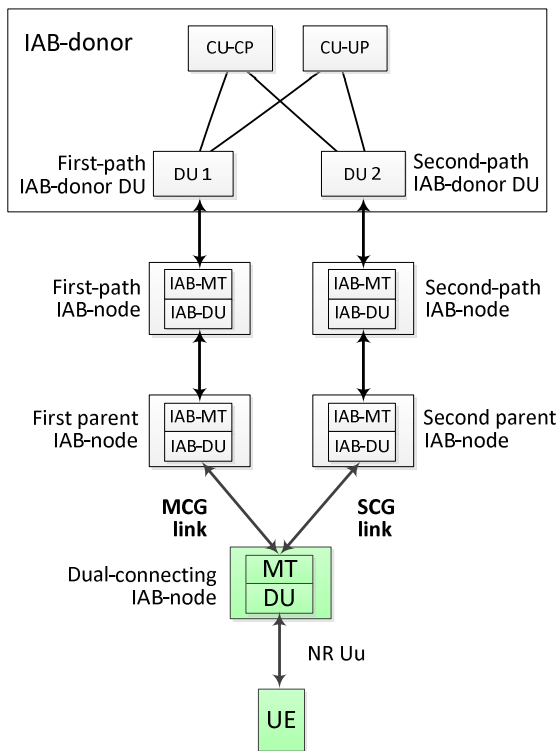 IAB-donor
CU-CP
CU-UP
First-path
IAB-donor DU
DU 1
DU 2
Second-path
IAB-donor DU
First-path
IAB-node
IAB-MT
IAB-DU
IAB-MT
IAB-DU
Second-path
IAB-node
First parent
IAB-node
IAB-MT
IAB-DU
IAB-MT
IAB-DU
Second parent
IAB-node
MCG
link
SCG
link
Dual-connecting
IAB-node
MT
DU
NR Uu
UE